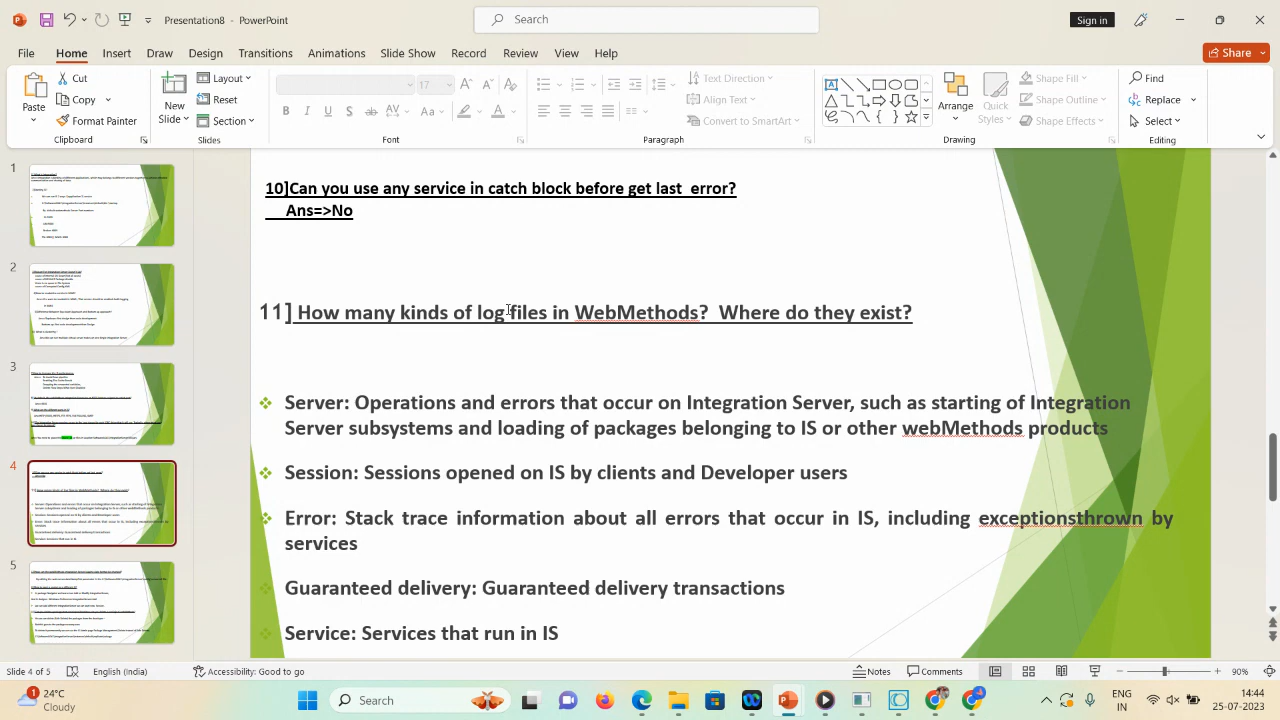 Presentation8 - PowerPoint
Search
Sign in
File Home Insert Draw Design Transitions Animations Slide Show Record Review View Help
Share
Paste
Cut
Copy
Format Painter
Clipboard
New
Slides
Layout
Reset
Section
Slides
17
Font
Text Direction
Align Text
Convert to SmartArt
Paragraph
Arrange
Quick
Styles
Shape Fill
Shape Outline
Shape Effects
Drawing
Find
Replace
Select
Editing
1
2
3
4
5
10]Can you use any service in catch block before get last error?
Ans=>No
11] How many kinds of log files in WebMethods? Where do they exist?
Server: Operations and errors that occur on Integration Server, such as starting of Integration
Server subsystems and loading of packages belonging to IS or other webMethods products
Session: Sessions opened on IS by clients and Developer users
Error: Stack trace information about all errors that occur in IS, including exceptionsthrown by
services
Guaranteed delivery: Guaranteed delivery transactions
Service: Services that run in IS
Slide 4 of 5
English (India)
Accessibility: Good to go
Notes
Comments
90%
24°C
Cloudy
Search
ENG
IN
14:44
25-07-2023